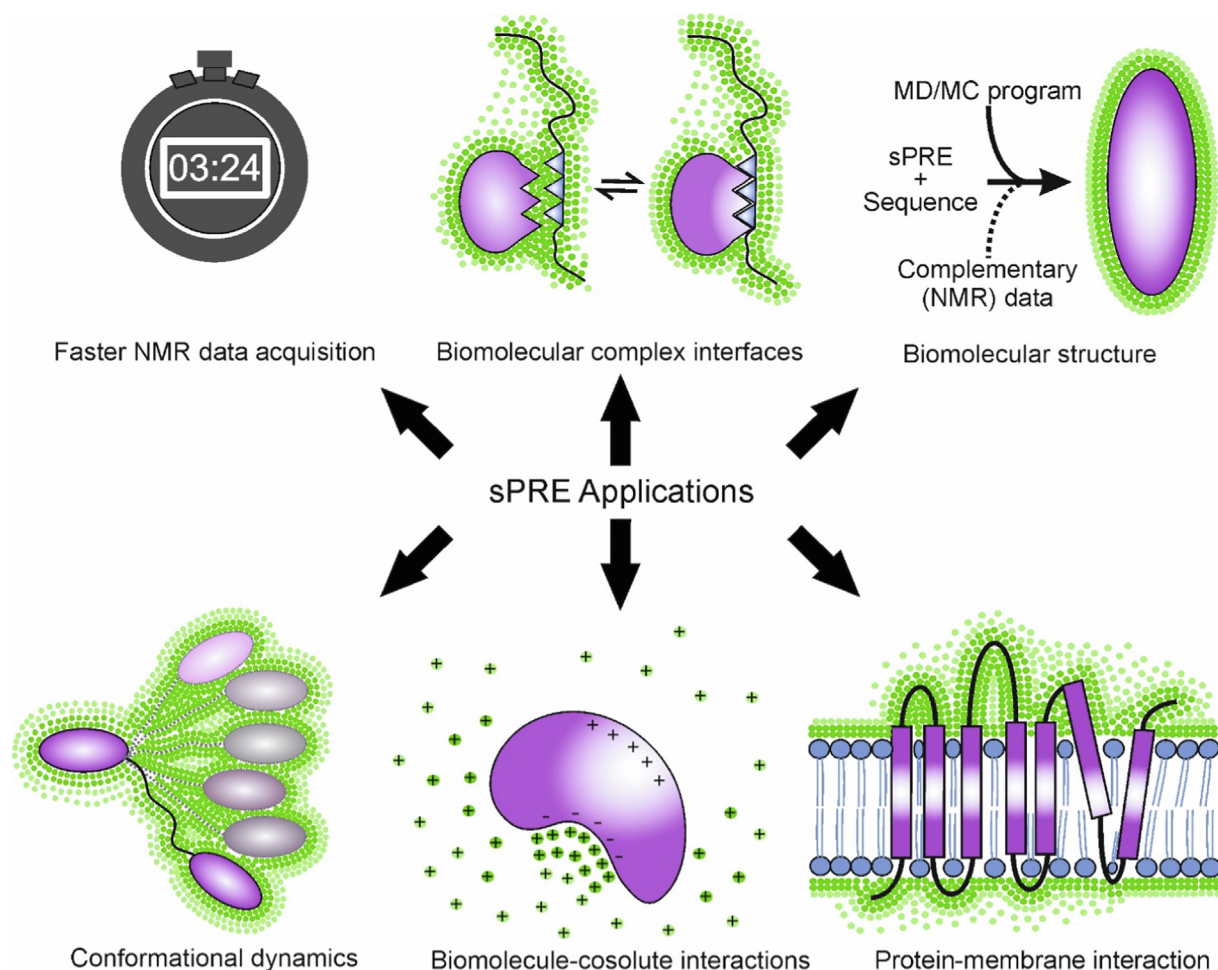 03:24
MD/MC program
sPRE
+
Sequence
Complementary
(NMR) data
Faster NMR data acquisition
Biomolecular complex interfaces
Biomolecular structure
sPRE Applications
Conformational dynamics
Biomolecule-cosolute interactions
Protein-membrane interaction